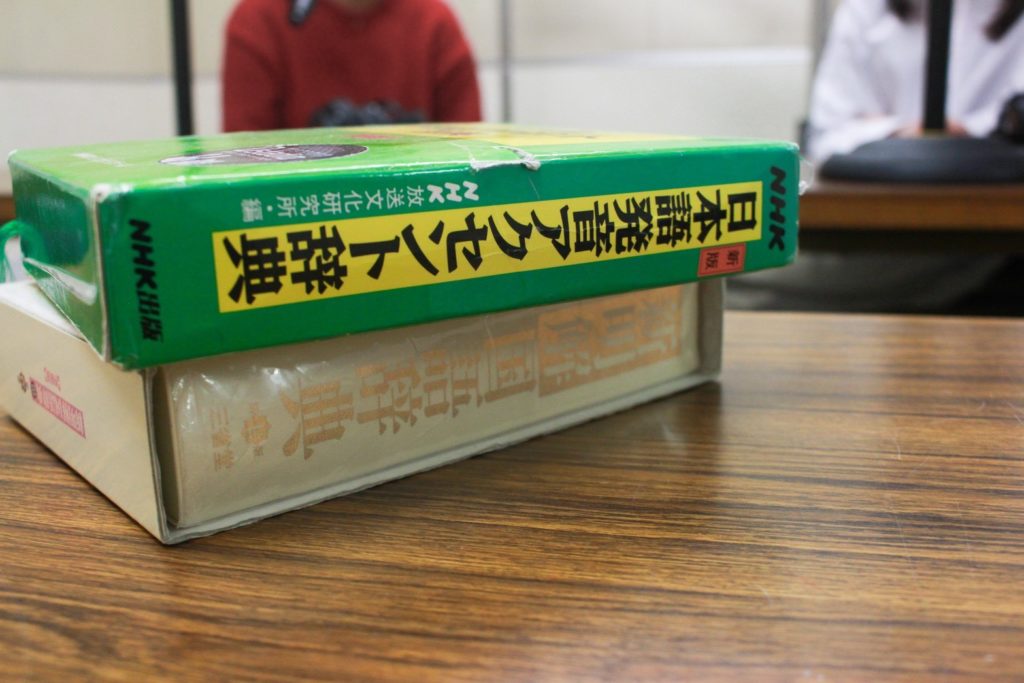 NHK
日本語発音アクセント辞典
新版
NHK放送文化研究所・編
NHK出版
新明解国語辞典
三省堂